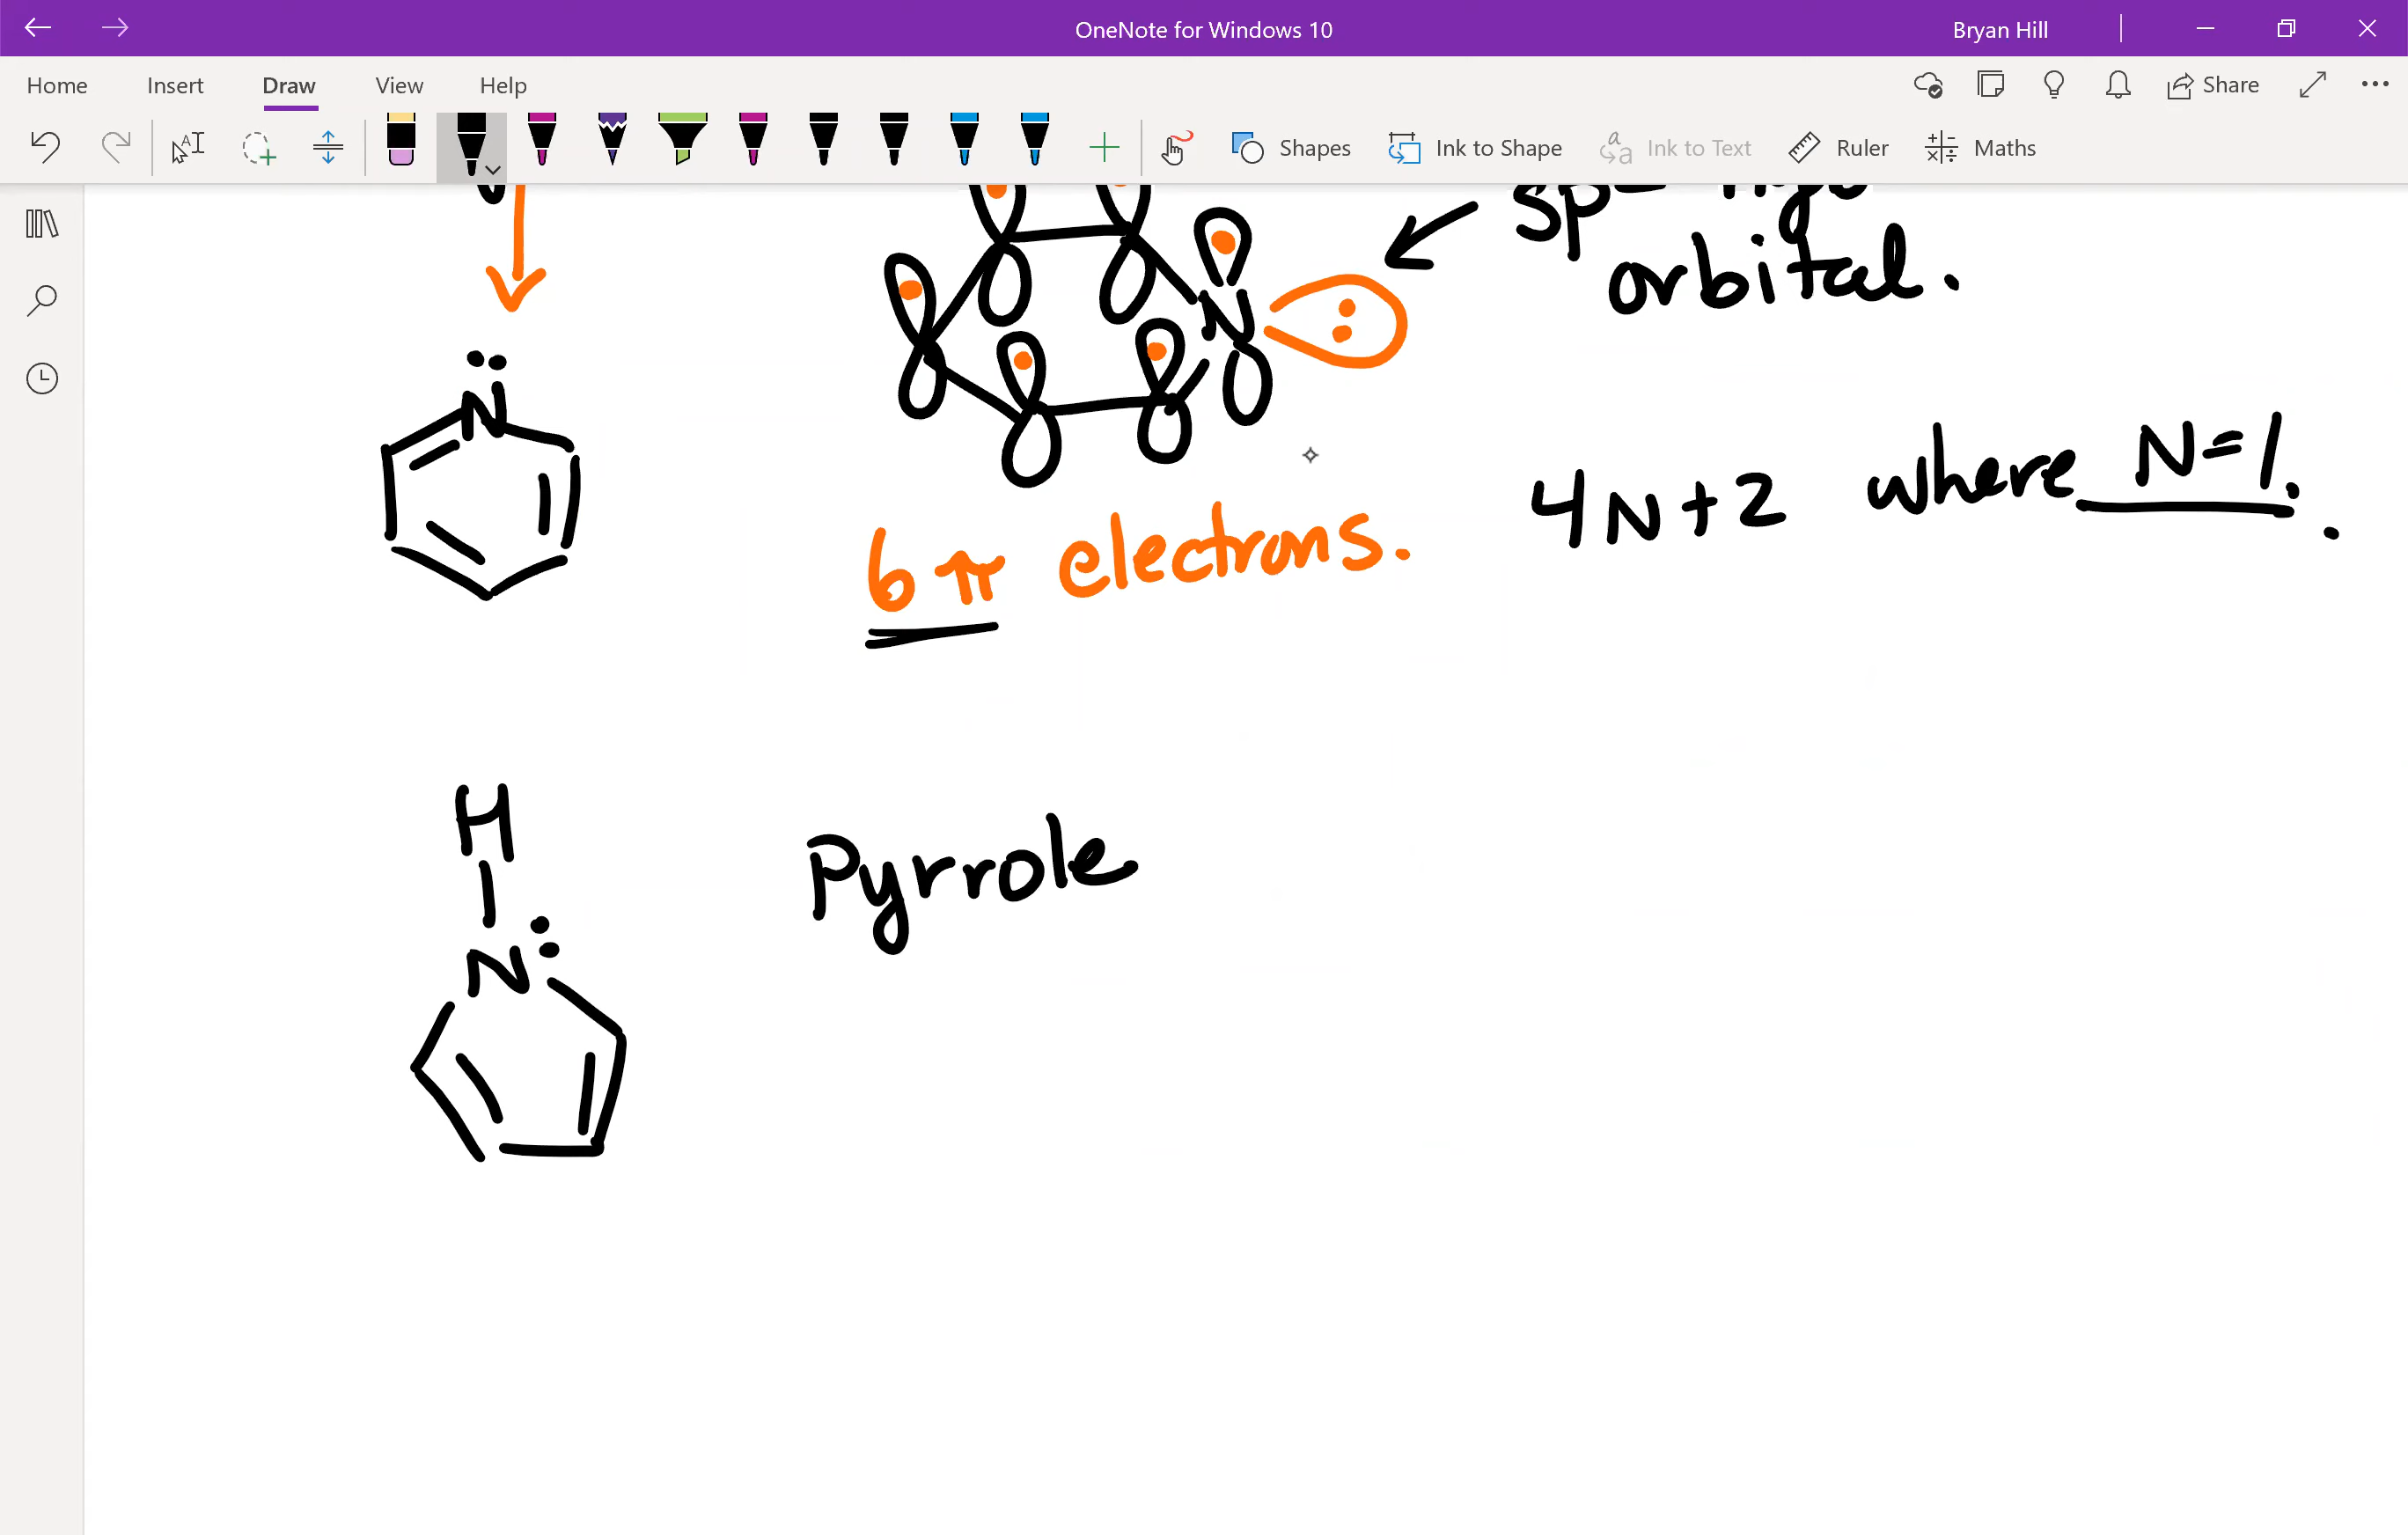 OneNote for Windows 10
Bryan Hill
Home Insert Draw View Help
Share
Shapes Ink to Shape Ink to Text Ruler Maths
orbital.
N
N
4N+2 where N=1.
6π electrons.
H
Pyrrole
N